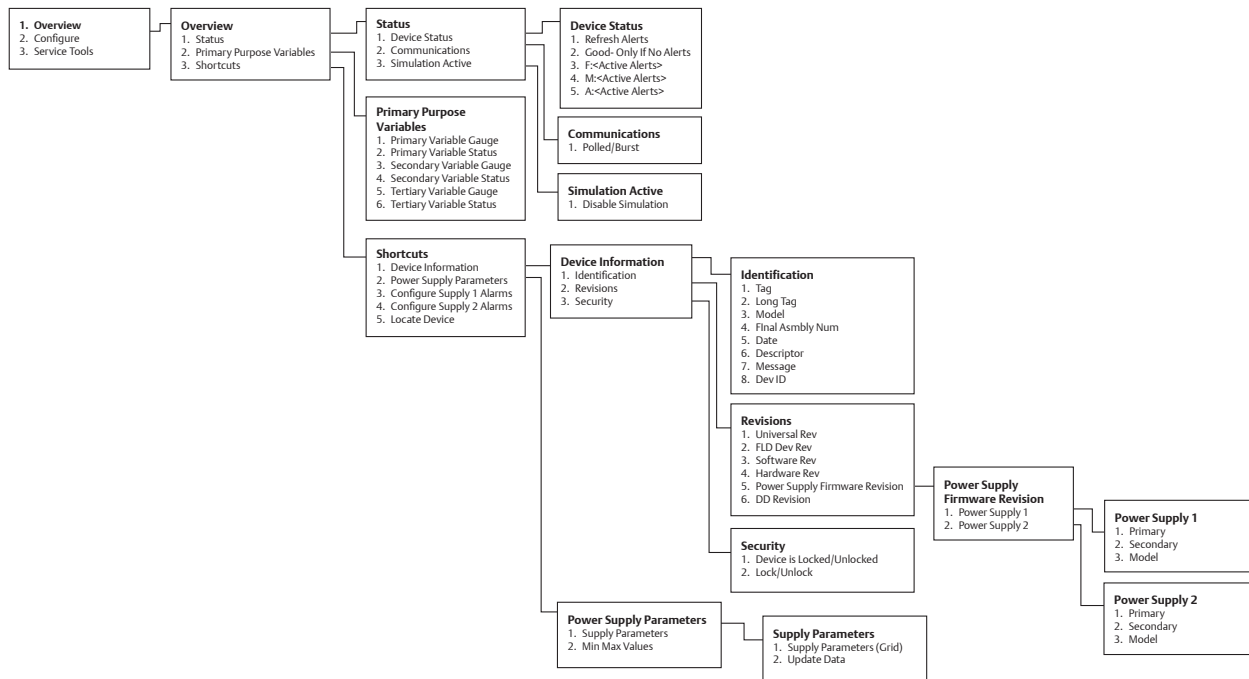 1. Overview
2. Configure
3. Service Tools
Overview
1. Status
2. Primary Purpose Variables
3. Shortcuts
Status
1. Device Status
2. Communications
3. Simulation Active
Device Status
1. Refresh Alerts
2. Good- Only If No Alerts
3. F:<Active Alerts>
4. M:<Active Alerts>
5. A:<Active Alerts>
Primary Purpose
Variables
1. Primary Variable Gauge
2. Primary Variable Status
3. Secondary Variable Gauge
4. Secondary Variable Status
5. Tertiary Variable Gauge
6. Tertiary Variable Status
Communications
1. Polled/Burst
Simulation Active
1. Disable Simulation
Shortcuts
1. Device Information
2. Power Supply Parameters
3. Configure Supply 1 Alarms
4. Configure Supply 2 Alarms
5. Locate Device
Device Information
1. Identification
2. Revisions
3. Security
Identification
1. Tag
2. Long Tag
3. Model
4. FInal Asmbly Num
5. Date
6. Descriptor
7. Message
8. Dev ID
Revisions
1. Universal Rev
2. FLD Dev Rev
3. Software Rev
4. Hardware Rev
5. Power Supply Firmware Revision
6. DD Revision
Power Supply
Firmware Revision
1. Power Supply 1
2. Power Supply 2
Power Supply 1
1. Primary
2. Secondary
3. Model
Security
1. Device is Locked/Unlocked
2. Lock/Unlock
Power Supply 2
1. Primary
2. Secondary
3. Model
Power Supply Parameters
1. Supply Parameters
2. Min Max Values
Supply Parameters
1. Supply Parameters (Grid)
2. Update Data